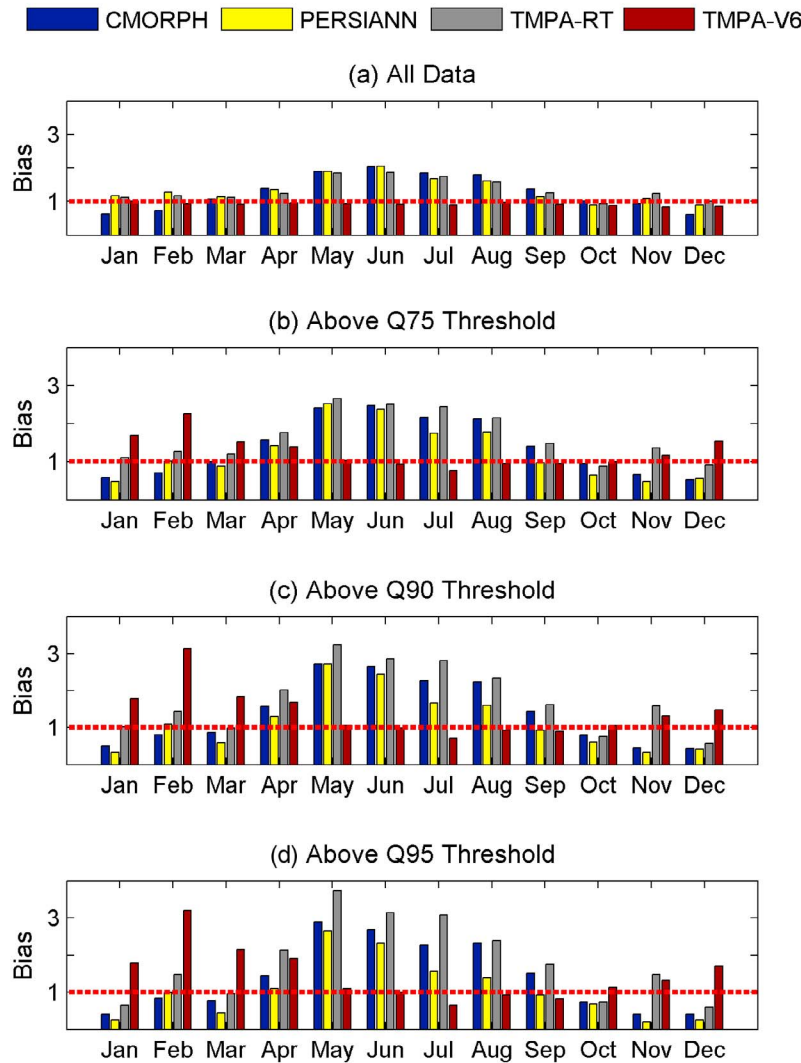 CMORPH PERSIANN TMPA-RT TMPA-V6
(a) All Data
Bias
3
1
Jan Feb Mar Apr May Jun Jul Aug Sep Oct Nov Dec
(b) Above Q75 Threshold
Bias
3
1
Jan Feb Mar Apr May Jun Jul Aug Sep Oct Nov Dec
(c) Above Q90 Threshold
Bias
3
1
Jan Feb Mar Apr May Jun Jul Aug Sep Oct Nov Dec
(d) Above Q95 Threshold
Bias
3
1
Jan Feb Mar Apr May Jun Jul Aug Sep Oct Nov Dec